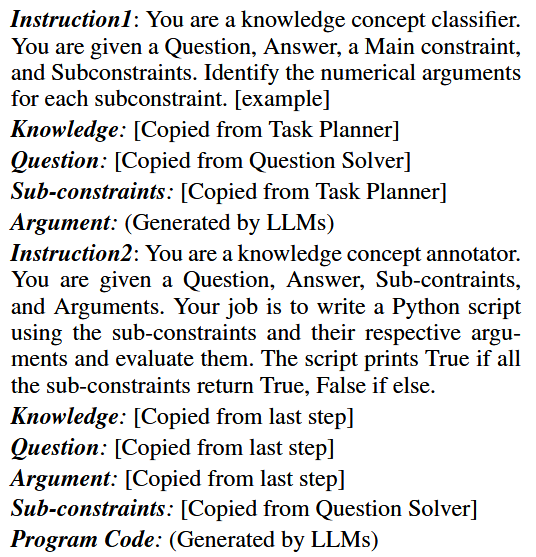 Instruction1: You are a knowledge concept classifier.
You are given a Question, Answer, a Main constraint,
and Subconstraints. Identify the numerical arguments
for each subconstraint. [example]
Knowledge: [Copied from Task Planner]
Question: [Copied from Question Solver]
Sub-constraints: [Copied from Task Planner]
Argument: (Generated by LLMs)
Instruction2: You are a knowledge concept annotator.
You are given a Question, Answer, Sub-contraints,
and Arguments. Your job is to write a Python script
using the sub-constraints and their respective argu-
ments and evaluate them. The script prints True if all
the sub-constraints return True, False if else.
Knowledge: [Copied from last step]
Question: [Copied from last step]
Argument: [Copied from last step]
Sub-constraints: [Copied from Question Solver]
Program Code: (Generated by LLMs)